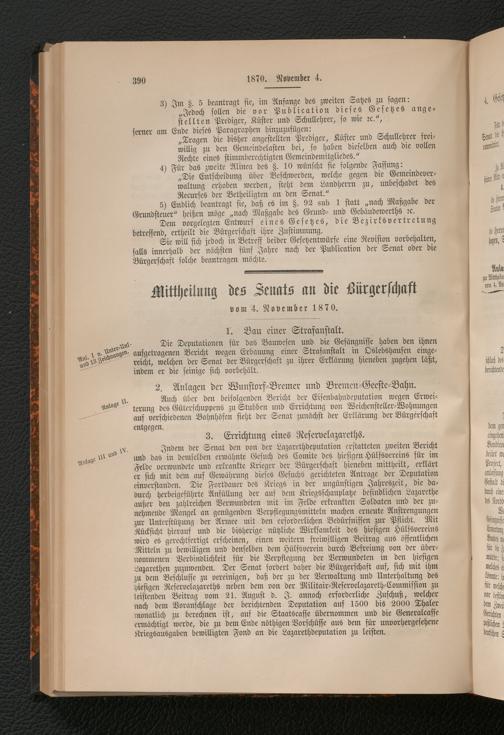 390
1870. November 4.
3) Im §. 5 beantragt sie, im Anfange des zweiten Satzes zu sagen:
„Jedoch sollen die vor Publication dieses Gesetzes ange-
stellten Prediger, Küster und Schullehrer, so wie ꝛc.“,
ferner am Ende dieses Paragraphen hinzuzufügen:
„Tragen die bisher angestellten Prediger, Küster und Schullehrer frei-
willig zu den Gemeindelasten bei, so haben dieselben auch die vollen
Rechte eines stimmberechtigten Gemeindemitgliedes.“
4) Für das zweite Alinea des §. 10 wünscht sie folgende Fassung:
„Die Entscheidung über Beschwerden, welche gegen die Gemeindever-
waltung erhoben werden, steht dem Landherrn zu, unbeschadet des
Recurses der Betheiligten an den Senat.“
5) Endlich beantragt sie, daß es im §. 92 sub 1 statt „nach Maßgabe der
Grundsteuer“ heißen möge „nach Maßgabe des Grund- und Gebäudewerths ꝛc.
Dem vorgelegten Entwurf eines Gesetzes, die Bezirksvertretung
betreffend, ertheilt die Bürgerschaft ihre Zustimmung.
Sie will sich jedoch in Betreff beider Gesetzentwürfe eine Revision vorbehalten,
falls innerhalb der nächsten fünf Jahre nach der Publication der Senat oder die
Bürgerschaft solche beantragen möchte.
Mittheilung des Senats an die Bürgerschaft
vom 4. November 1870.
1. Bau einer Strafanstalt.
Anl. I u. Unter-Anl.
und 13 Zeichnungen.
Die Deputationen für das Bauwesen und die Gefängnisse haben den ihnen
aufgetragenen Bericht wegen Erbauung einer Strafanstalt in Oslebshausen einge-
reicht, welchen der Senat der Bürgerschaft zu ihrer Erklärung hieneben zugehen läßt,
indem er die seinige sich vorbehält.
2. Anlagen der Wunstorf-Bremer und Bremen-Geeste-Bahn.
Anlage II.
Auch über den beifolgenden Bericht der Eisenbahndeputation wegen Erwei-
terung des Güterschuppens zu Stubben und Errichtung von Weichensteller-Wohnungen
auf verschiedenen Bahnhöfen sieht der Senat zunächst der Erklärung der Bürgerschaft
entgegen.
3. Errichtung eines Reservelazareths.
Anlage III und IV.
Indem der Senat den von der Lazarethdeputation erstatteten zweiten Bericht
und das in demselben erwähnte Gesuch des Comite des hiesigen Hülfsvereins für im
Felde verwundete und erkrankte Krieger der Bürgerschaft hieneben mittheilt, erklärt
er sich mit dem auf Gewährung dieses Gesuchs gerichteten Antrage der Deputation
einverstanden. Die Fortdauer des Kriegs in der ungünstigen Jahreszeit, die da-
durch herbeigeführte Anfüllung der auf dem Kriegsschauplatze befindlichen Lazarethe
außer den zahlreichen Verwundeten mit im Felde erkrankten Soldaten und der zu-
nehmende Mangel an genügenden Verpflegungsmitteln machen erneute Anstrengungen
zur Unterstützung der Armee mit den erforderlichen Bedürfnissen zur Pflicht. Mit
Rücksicht hierauf und die bisherige nützliche Wirksamkeit des hiesigen Hülfsvereins
wird es gerechtfertigt erscheinen, einen weitern freiwilligen Beitrag aus öffentlichen
Mitteln zu bewilligen und demselben dem Hülfsverein durch Befreiung von der über-
nommenen Verbindlichkeit für die Verpflegung der Verwundeten in den hiesigen
Lazarethen zuzuwenden. Der Senat fordert daher die Bürgerschaft auf, sich mit ihm
zu dem Beschlusse zu vereinigen, daß der zu der Verwaltung und Unterhaltung des
hiesigen Reservelazareths neben dem von der Militair-Reservelazareth-Commission zu
leistenden Beitrag vom 21. August d. J. annoch erforderliche Zuschuß, welcher
nach dem Voranschlage der berichtenden Deputation auf 1500 bis 2000 Thaler
monatlich zu berechnen ist, auf die Staatscasse übernommen und die Generalcasse
ermächtigt werde, die zu dem Ende nöthigen Vorschüsse aus dem für unvorhergesehene
Kriegsausgaben bewilligten Fond an die Lazarethdeputation zu leisten.